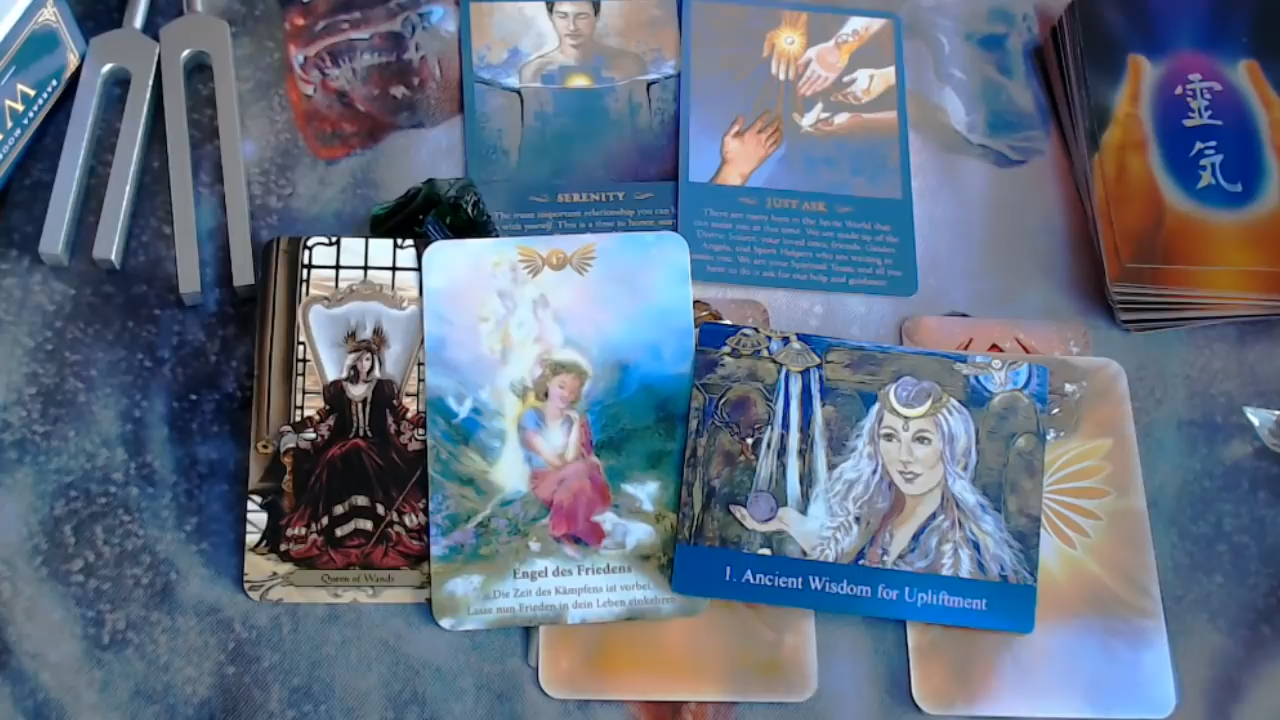 W
BARBARA MOO
SERENITY
The most important relationship you can
with yourself. This is a time to honor
JUST ASK
There are many here in the Spirit World that
can assist you at this time. We are made up of the
Divine Source, your loved ones, friends, Guides,
Angels, and Spirit Helpers who are waiting to
assist you. We are your Spiritual Team, and all you
have to do is ask for our help and guidance.
靈
気
47
Queen of Wands
Engel des Friedens
Die Zeit des Kämpfens ist vorbei.
Lasse nun Frieden in dein Leben einkehren
1. Ancient Wisdom for Upliftment